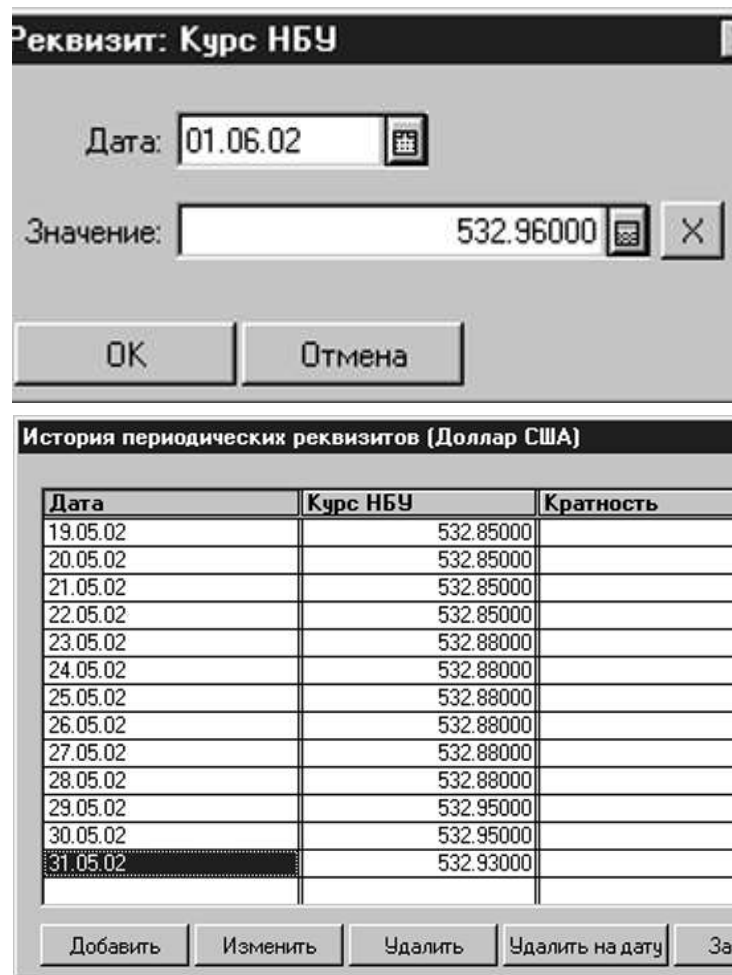 Реквизит: Курс НБУ
Дата: 01.06.02
Значение: 532.96000 X
OK Отмена
История периодических реквизитов (Доллар США)
Дата Курс НБУ Кратность
19.05.02 532.85000
20.05.02 532.85000
21.05.02 532.85000
22.05.02 532.85000
23.05.02 532.88000
24.05.02 532.88000
25.05.02 532.88000
26.05.02 532.88000
27.05.02 532.88000
28.05.02 532.88000
29.05.02 532.95000
30.05.02 532.95000
31.05.02 532.93000
Добавить Изменить Удалить Удалить на дату